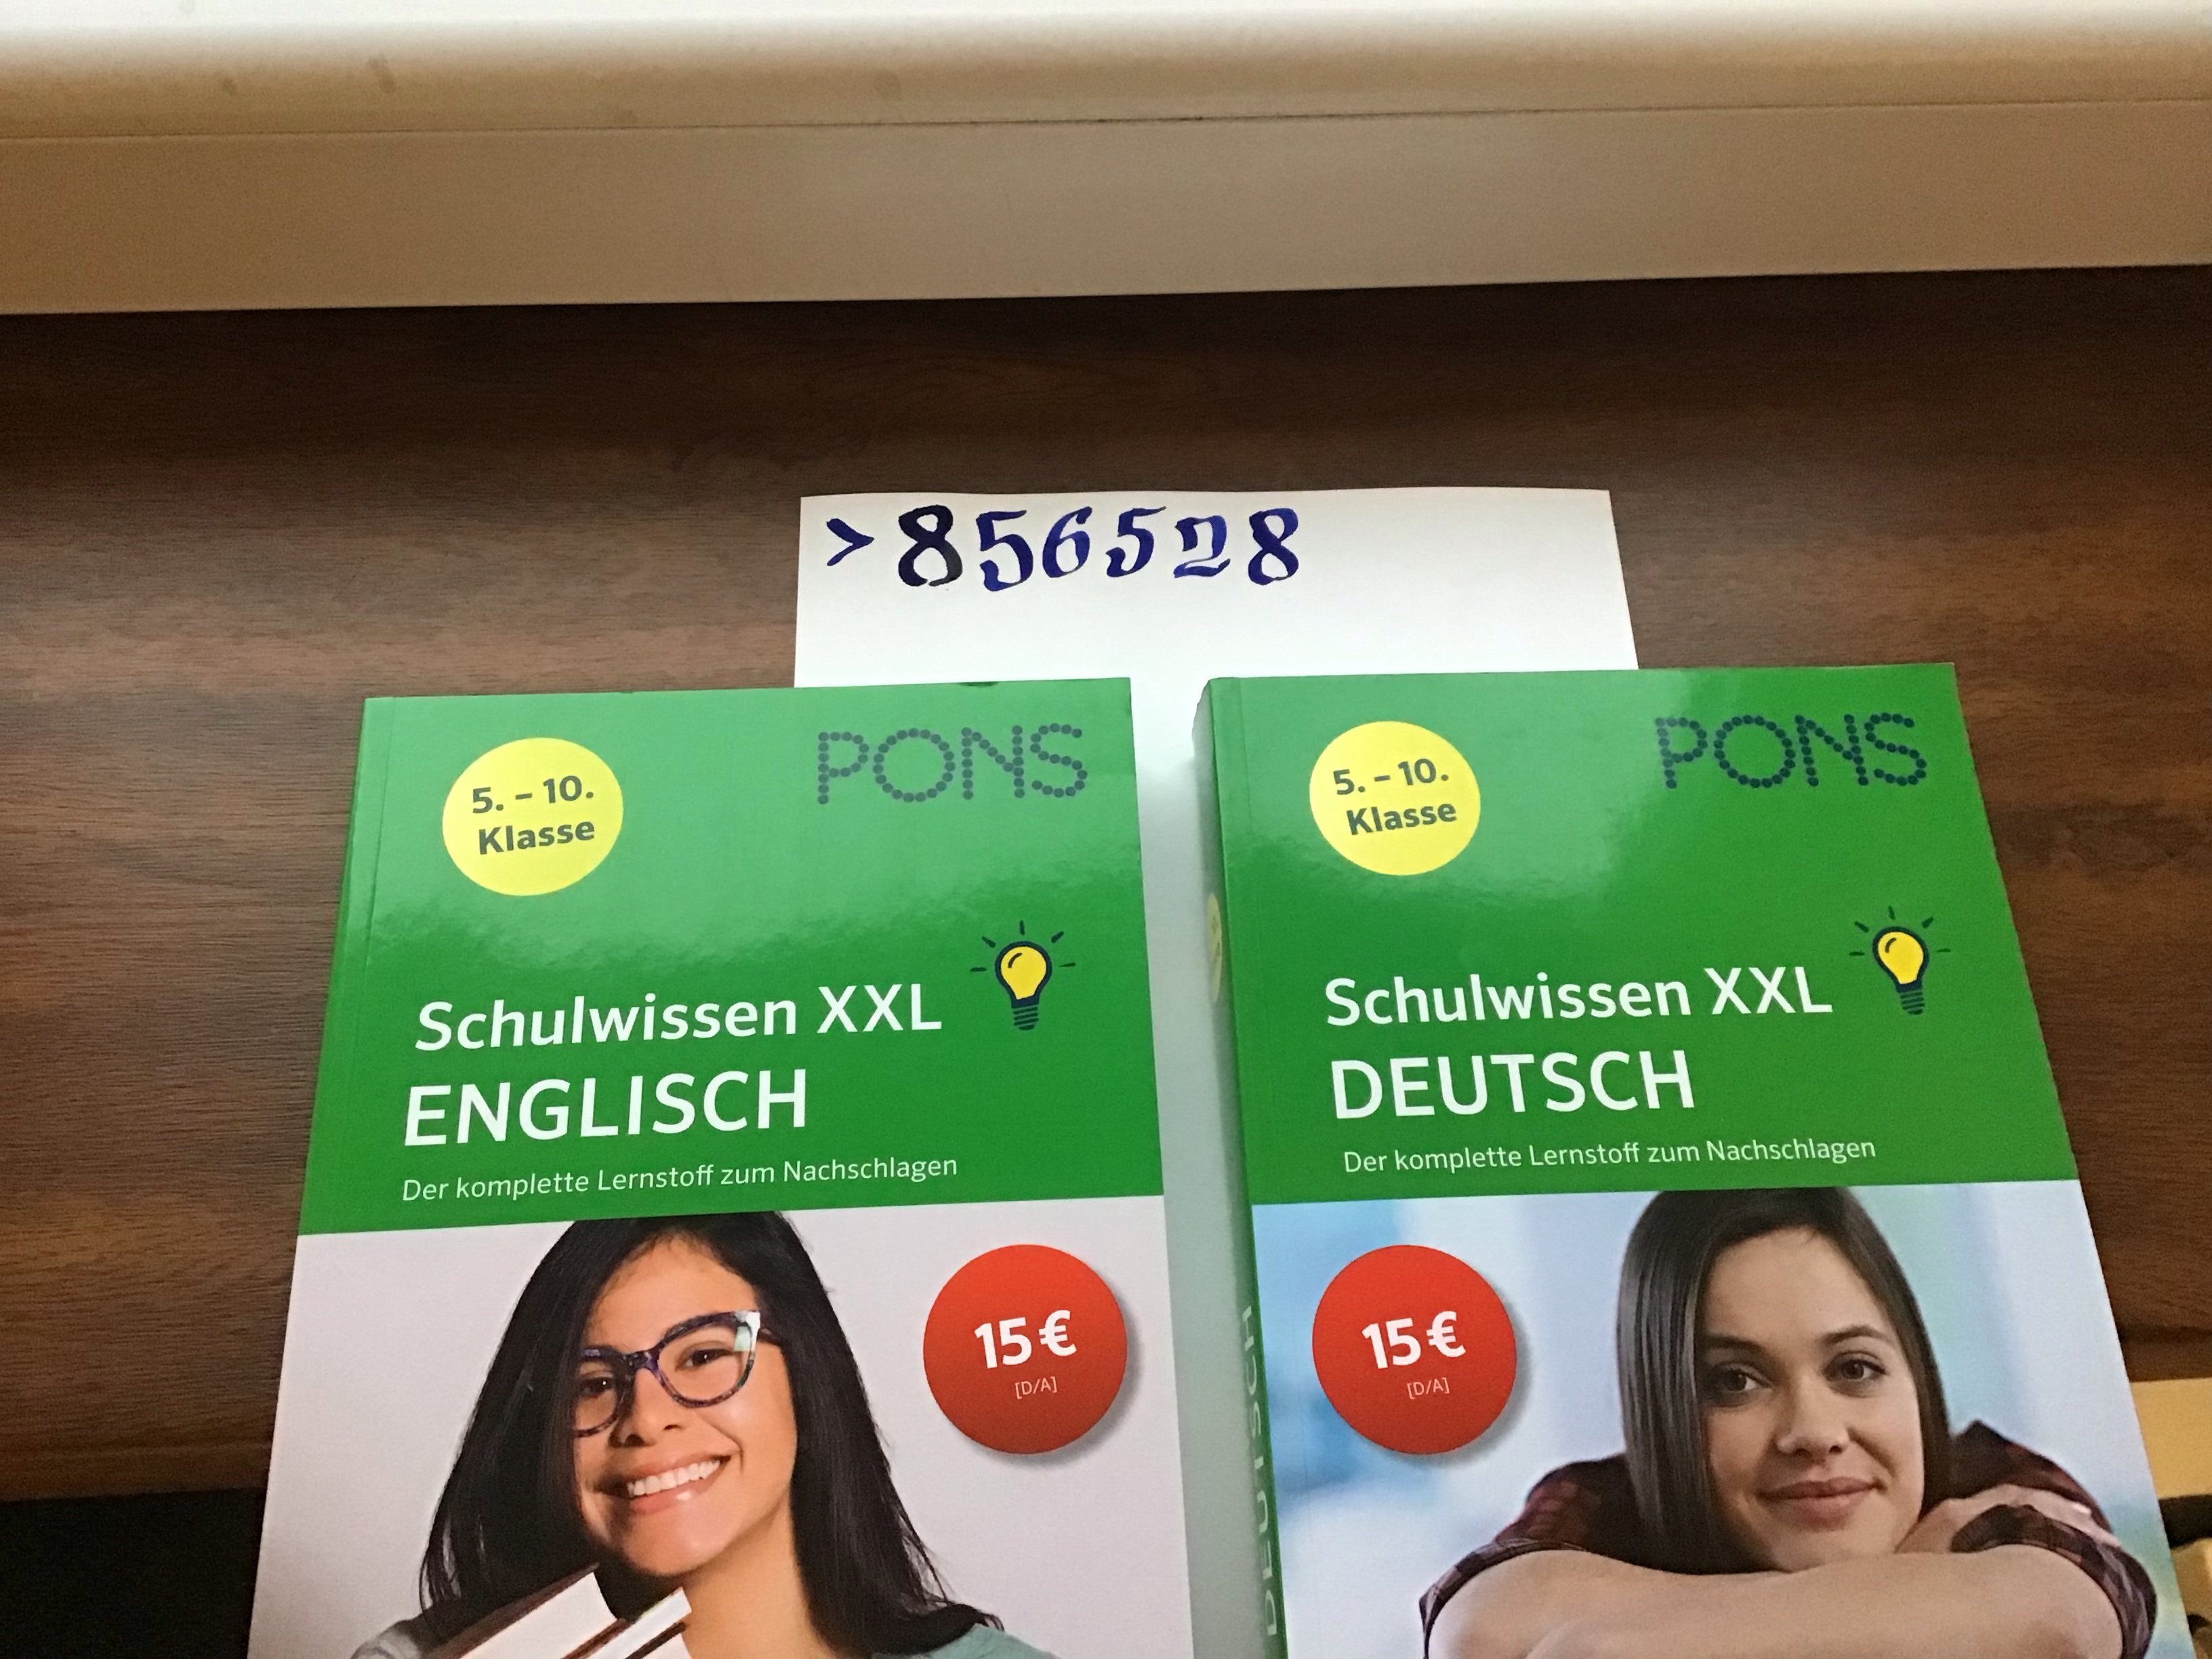 >856528
PONS
5. – 10.
Klasse
Schulwissen XXL
ENGLISCH
Der komplette Lernstoff zum Nachschlagen
15 €
[D/A]
PONS
5. – 10.
Klasse
Schulwissen XXL
DEUTSCH
Der komplette Lernstoff zum Nachschlagen
15 €
[D/A]
DEUTSCH